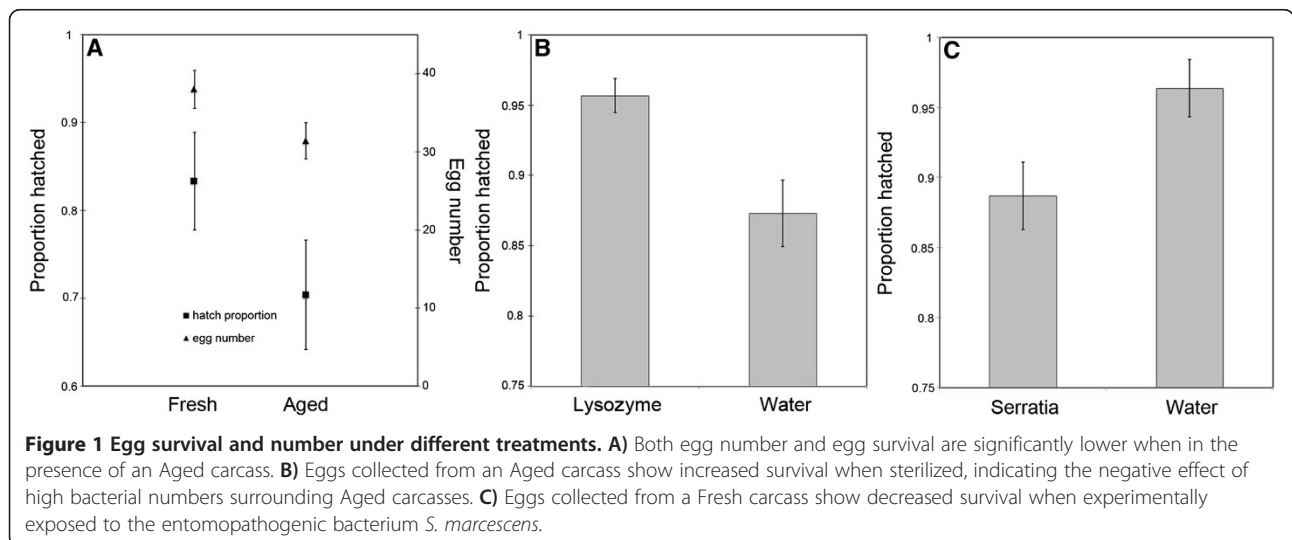 A
1
0.9
0.8
0.7
0.6
Proportion hatched
40
30
20
10
0
Egg number
■ hatch proportion
▲ egg number
Fresh Aged
B
1
0.95
0.9
0.85
0.8
0.75
Proportion hatched
Lysozyme Water
C
1
0.95
0.9
0.85
0.8
0.75
Proportion hatched
Serratia Water
Figure 1 Egg survival and number under different treatments. A) Both egg number and egg survival are significantly lower when in the
presence of an Aged carcass. B) Eggs collected from an Aged carcass show increased survival when sterilized, indicating the negative effect of
high bacterial numbers surrounding Aged carcasses. C) Eggs collected from a Fresh carcass show decreased survival when experimentally
exposed to the entomopathogenic bacterium S. marcescens.